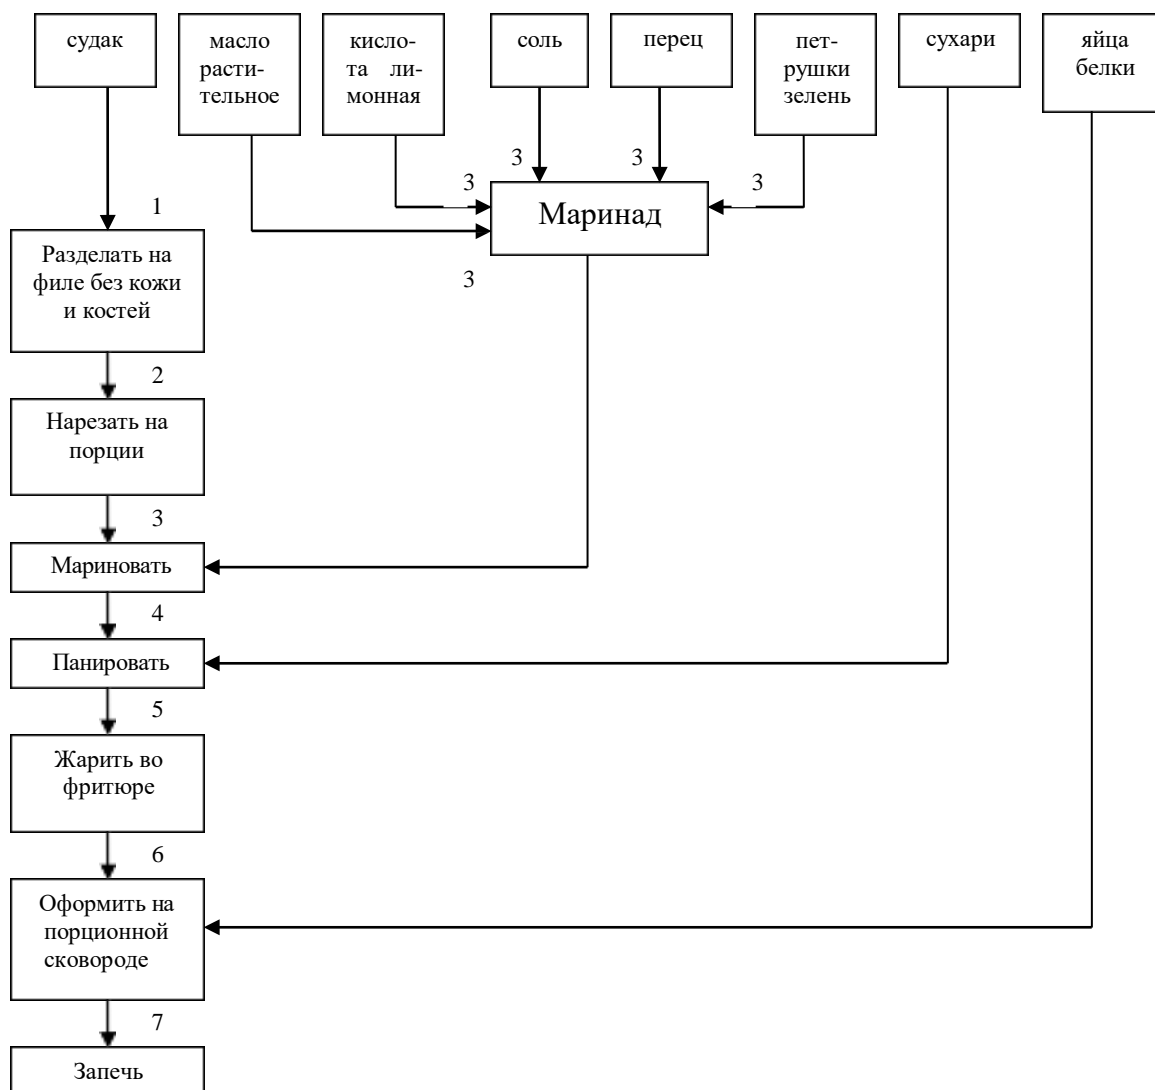 судак
масло
расти-
тельное
кисло-
та ли-
монная
соль
перец
пет-
рушки
зелень
сухари
яйца
белки
3
3
3
3
Маринад
3
1
Разделать на
филе без кожи
и костей
2
Нарезать на
порции
3
Мариновать
4
Панировать
5
Жарить во
фритюре
6
Оформить на
порционной
сковороде
7
Запечь